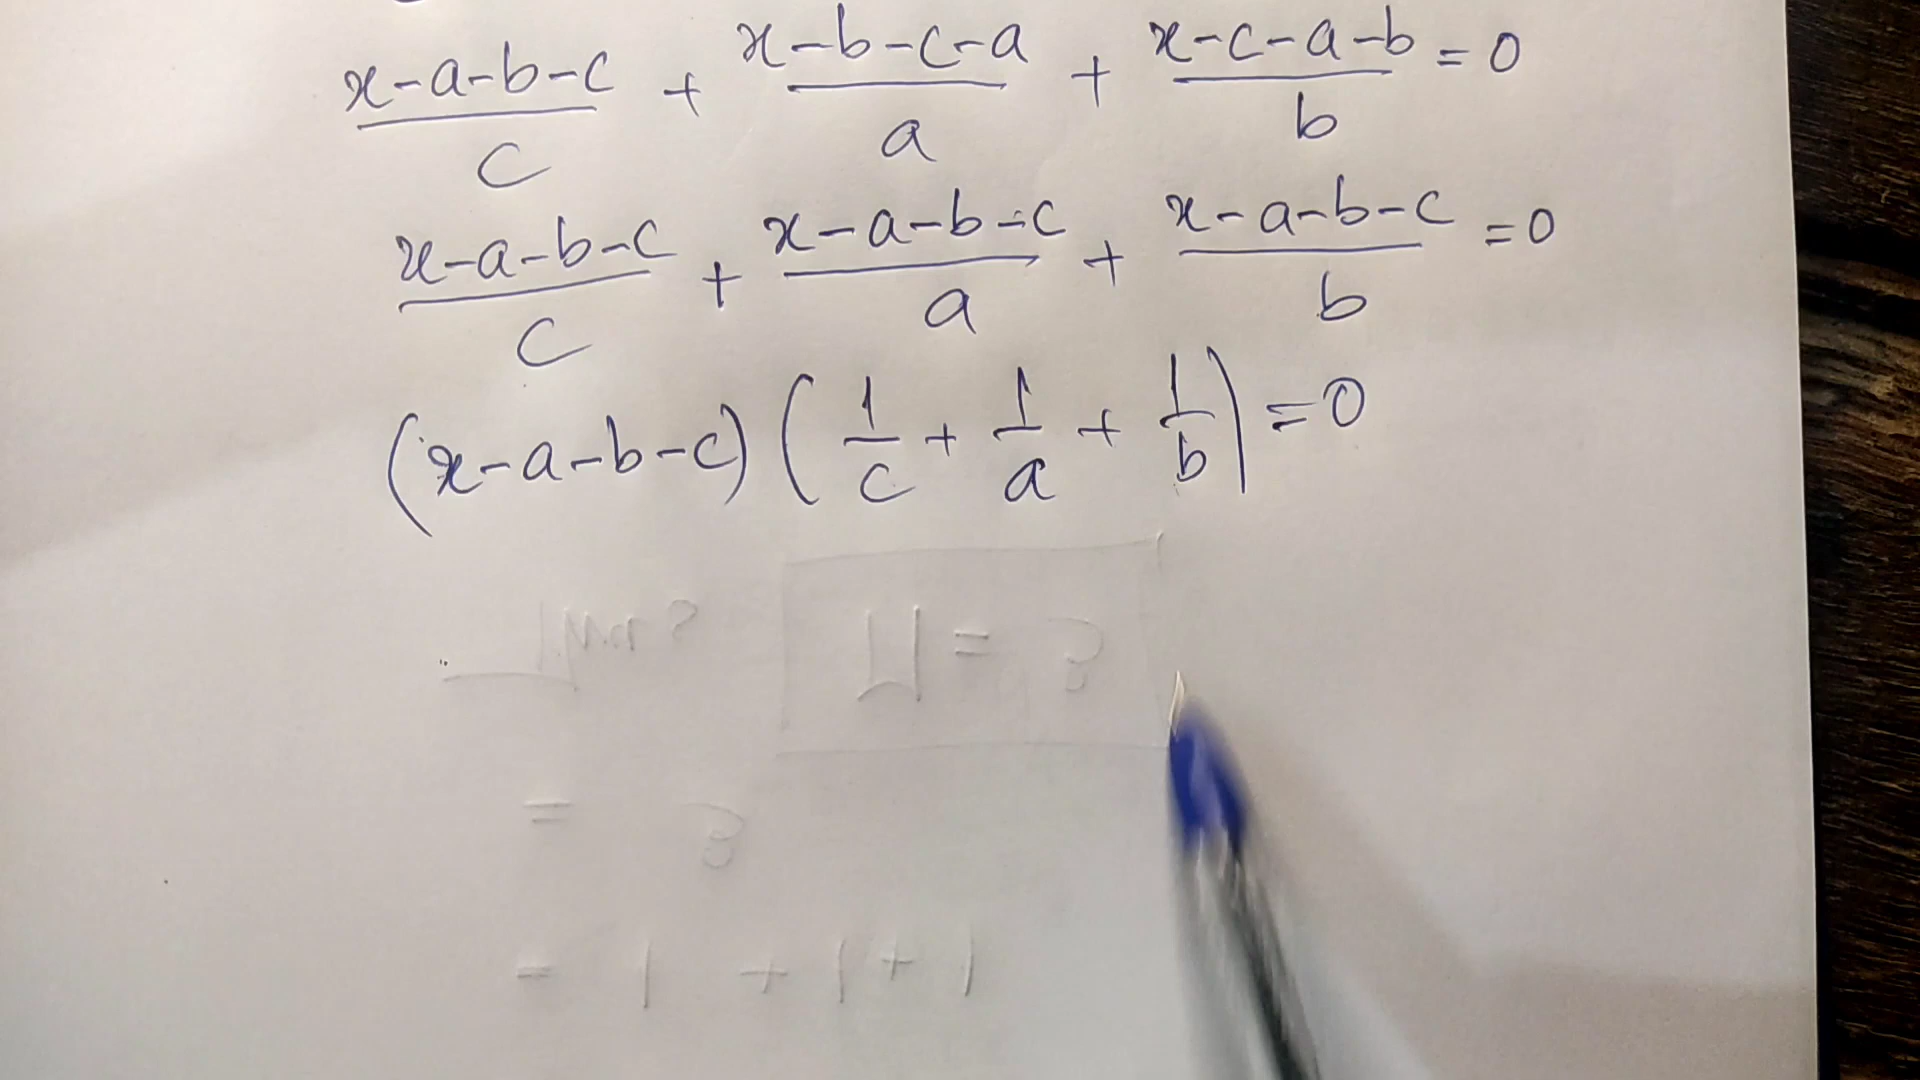 (x-a-b-c)/c + (x-b-c-a)/a + (x-c-a-b)/b = 0
(x-a-b-c)/c + (x-a-b-c)/a + (x-a-b-c)/b = 0
(x-a-b-c)(1/c + 1/a + 1/b) = 0